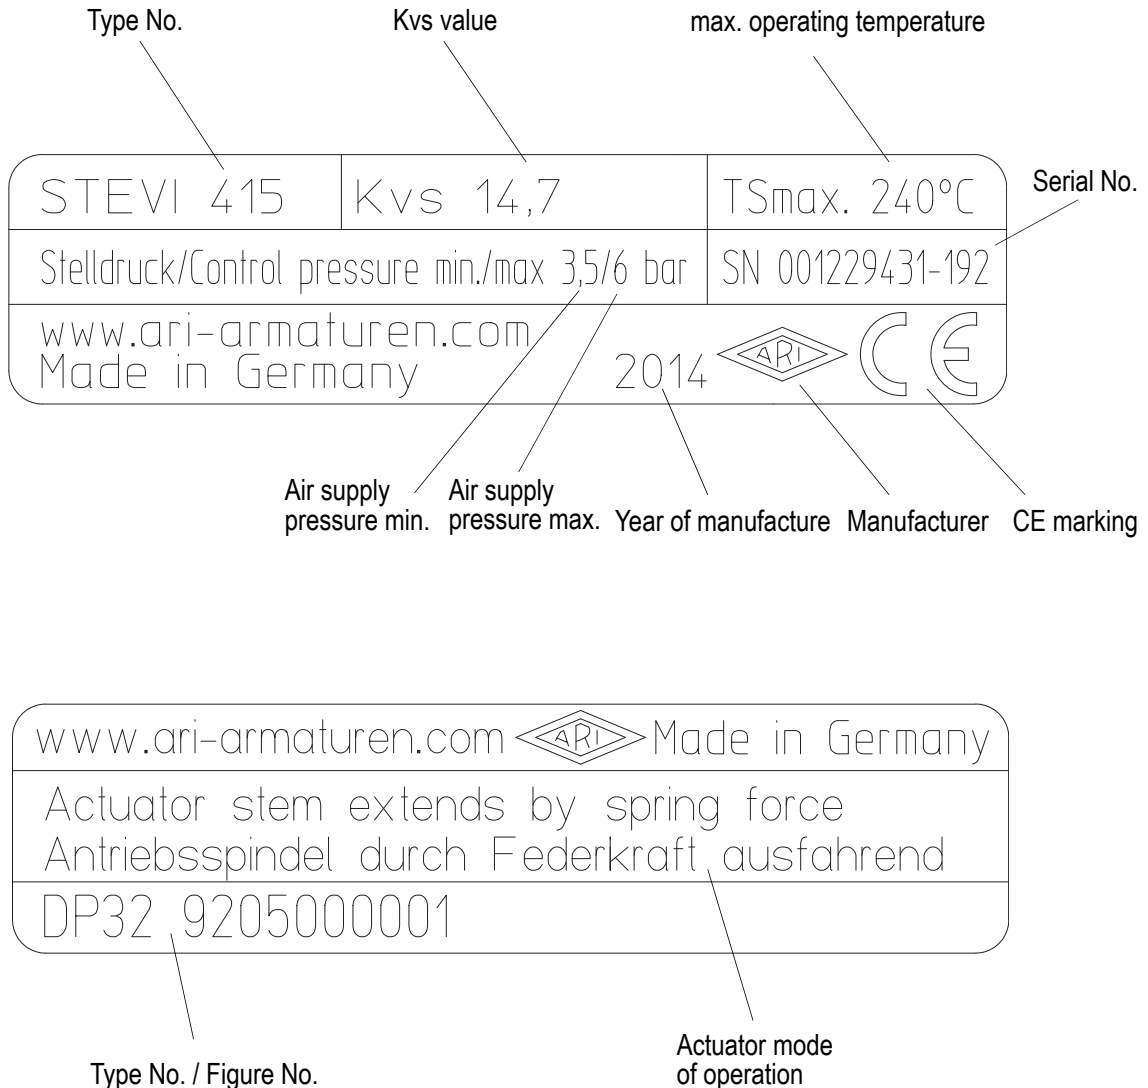 Type No. Kvs value max. operating temperature
STEVI 415 Kvs 14,7 TSmax. 240°C
Serial No.
Stelldruck/Control pressure min./max 3,5/6 bar SN 001229431-192
www.ari-armaturen.com
Made in Germany 2014 ARI CE
Air supply
pressure min.
Air supply
pressure max.
Year of manufacture Manufacturer CE marking
www.ari-armaturen.com ARI Made in Germany
Actuator stem extends by spring force
Antriebsspindel durch Federkraft ausfahrend
DP32 9205000001
Type No. / Figure No.
Actuator mode
of operation